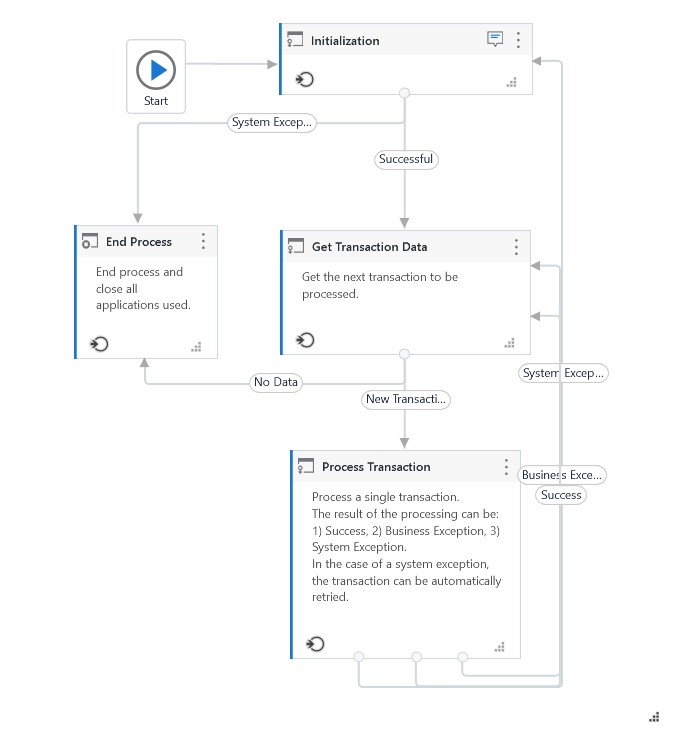 Initialization
Start
System Excep...
Successful
End Process
End process and
close all
applications used.
Get Transaction Data
Get the next transaction to be
processed.
System Excep...
No Data
New Transacti...
Process Transaction
Process a single transaction.
The result of the processing can be:
1) Success, 2) Business Exception, 3)
System Exception.
In the case of a system exception,
the transaction can be automatically
retried.
Business Exce...
Success